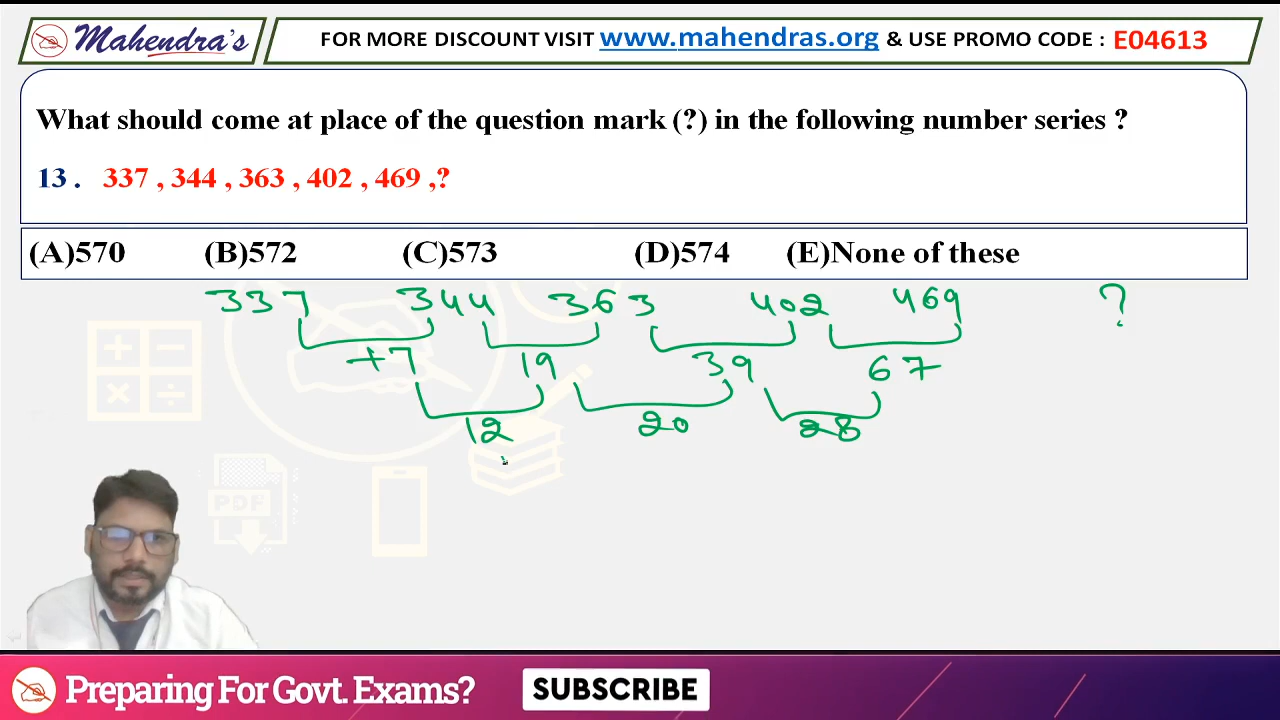 Mahendra's
FOR MORE DISCOUNT VISIT www.mahendras.org & USE PROMO CODE : E04613
What should come at place of the question mark (?) in the following number series ?
13 . 337 , 344 , 363 , 402 , 469 ,?
(A)570 (B)572 (C)573 (D)574 (E)None of these
337 344 363 402 469 ?
+7 19 39 67
12 20 28
PDF
Preparing For Govt. Exams? SUBSCRIBE